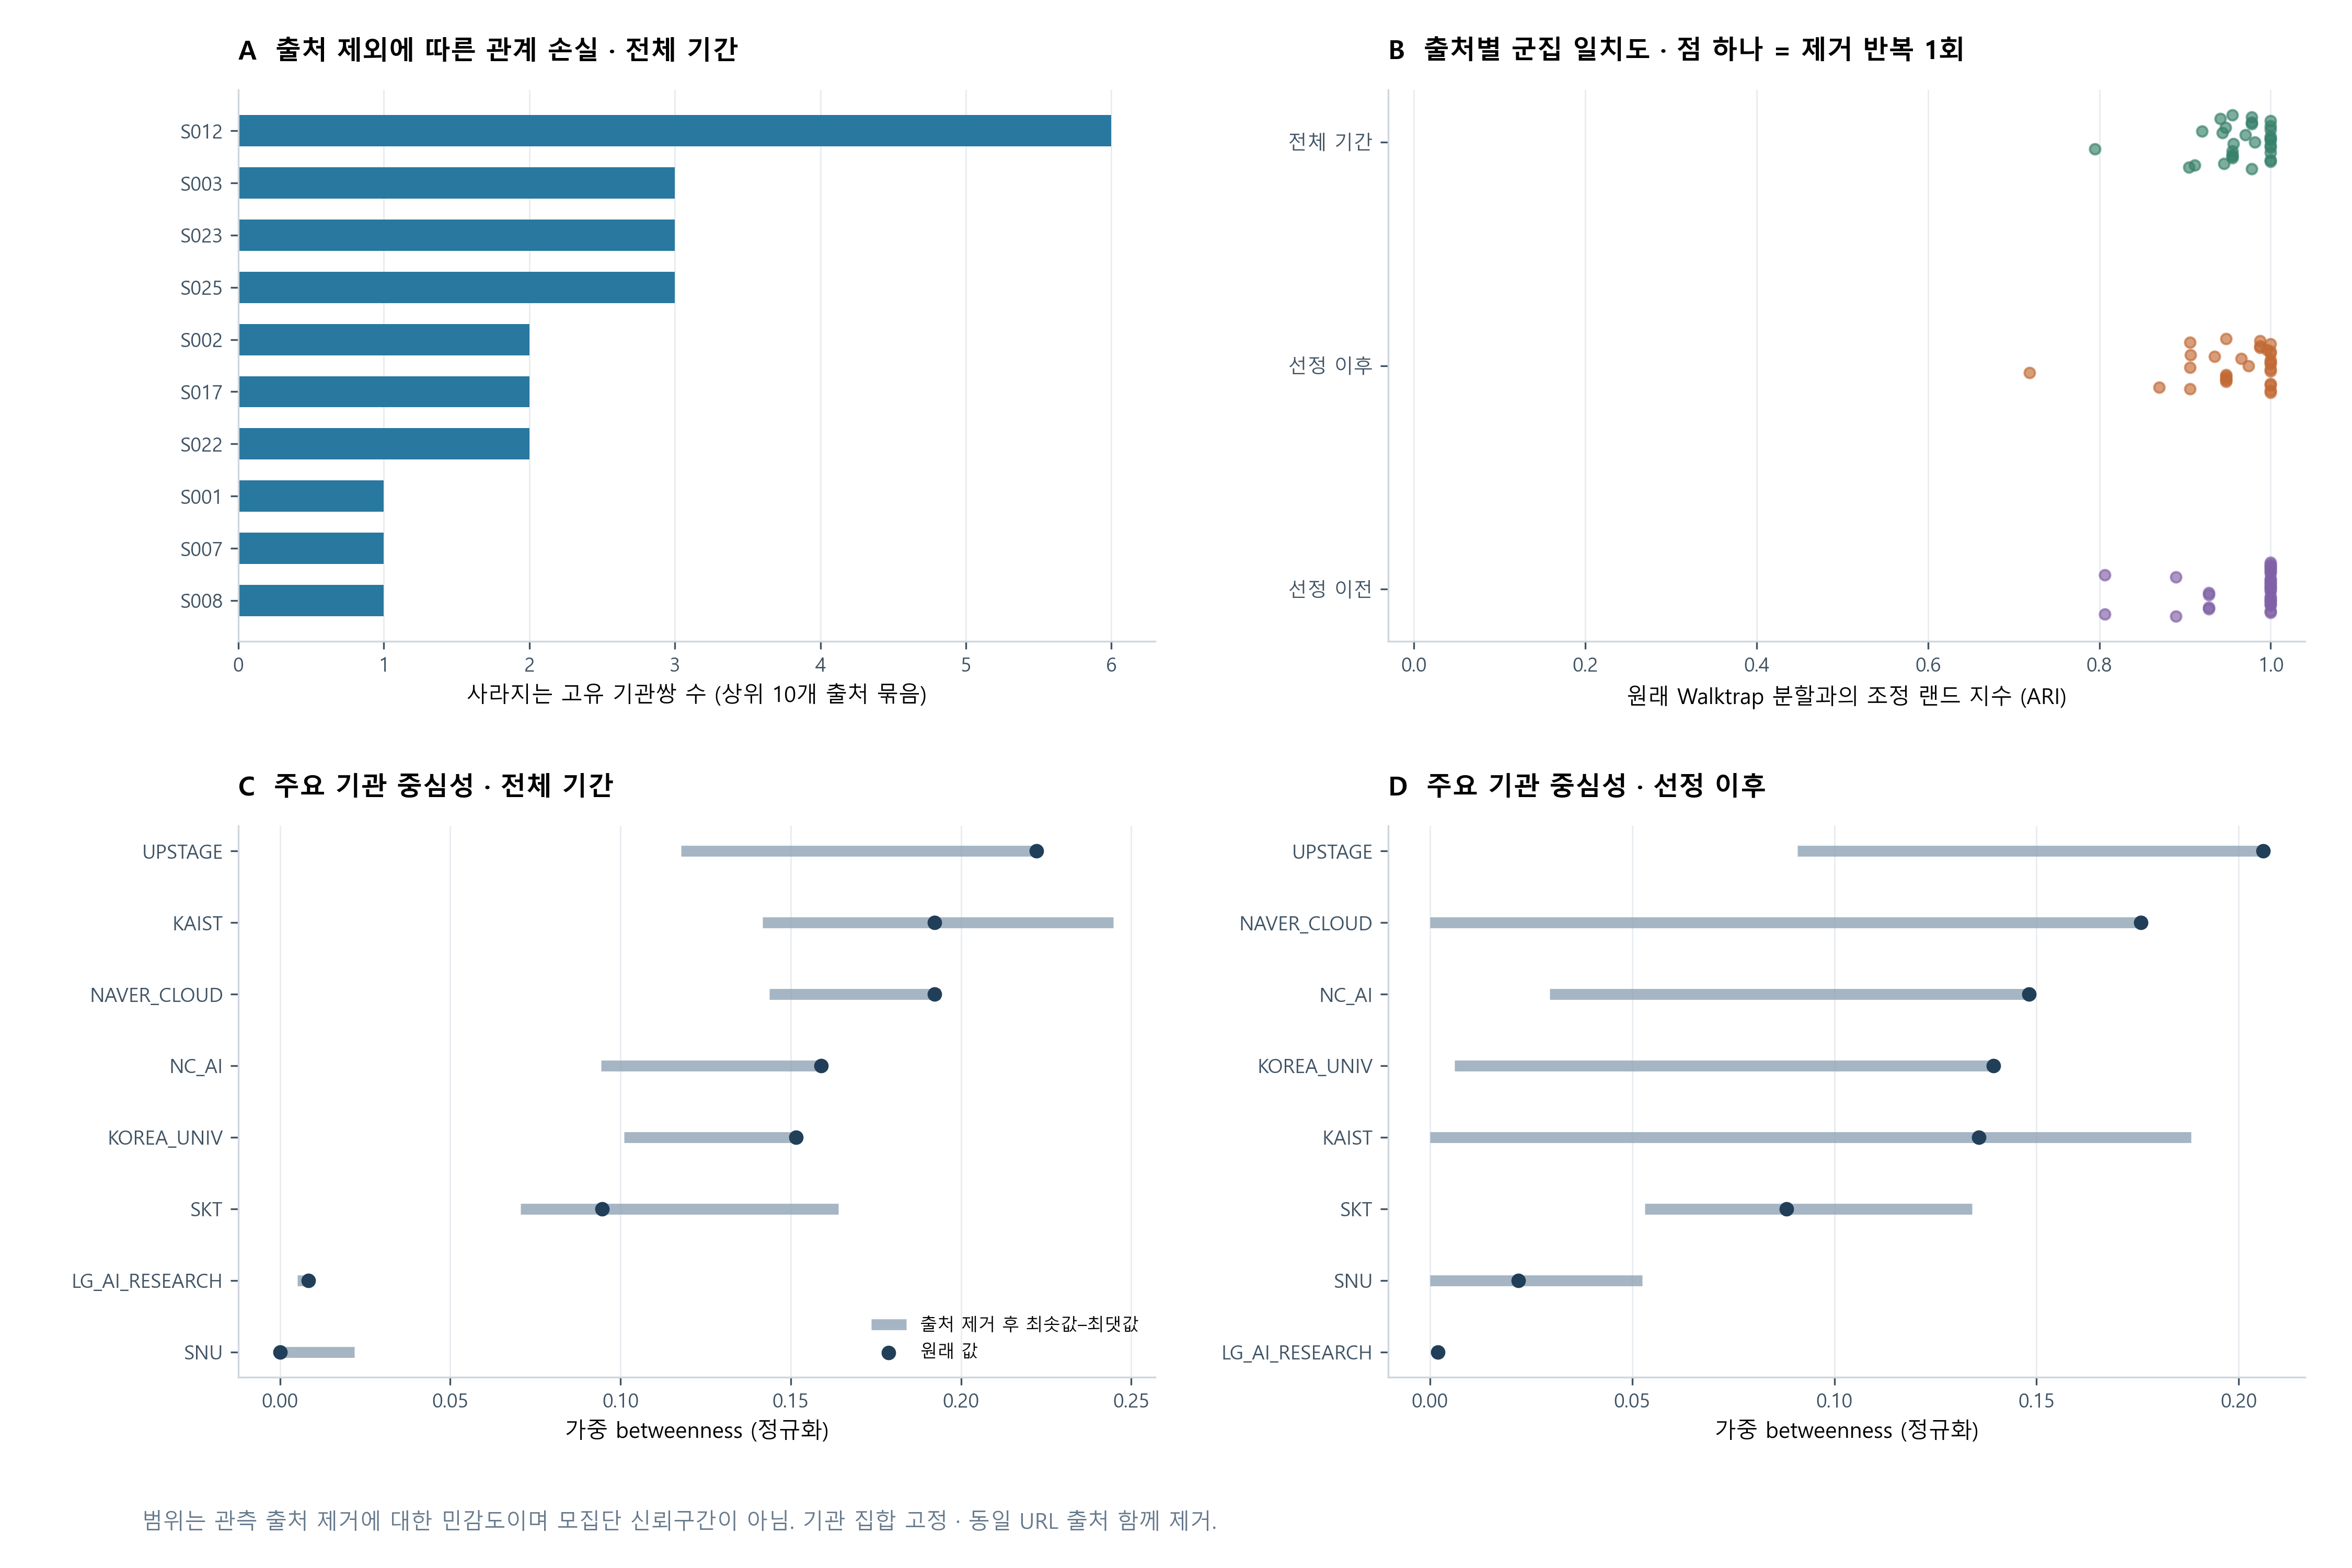 A 출처 제외에 따른 관계 손실 · 전체 기간
S012
S003
S023
S025
S002
S017
S022
S001
S007
S008
0 1 2 3 4 5 6
사라지는 고유 기관쌍 수 (상위 10개 출처 묶음)
B 출처별 군집 일치도 · 점 하나 = 제거 반복 1회
전체 기간
선정 이후
선정 이전
0.0 0.2 0.4 0.6 0.8 1.0
원래 Walktrap 분할과의 조정 랜드 지수 (ARI)
C 주요 기관 중심성 · 전체 기간
UPSTAGE
KAIST
NAVER_CLOUD
NC_AI
KOREA_UNIV
SKT
LG_AI_RESEARCH
SNU
출처 제거 후 최솟값–최댓값
원래 값
0.00 0.05 0.10 0.15 0.20 0.25
가중 betweenness (정규화)
D 주요 기관 중심성 · 선정 이후
UPSTAGE
NAVER_CLOUD
NC_AI
KOREA_UNIV
KAIST
SKT
SNU
LG_AI_RESEARCH
0.00 0.05 0.10 0.15 0.20
가중 betweenness (정규화)
범위는 관측 출처 제거에 대한 민감도이며 모집단 신뢰구간이 아님. 기관 집합 고정 · 동일 URL 출처 함께 제거.